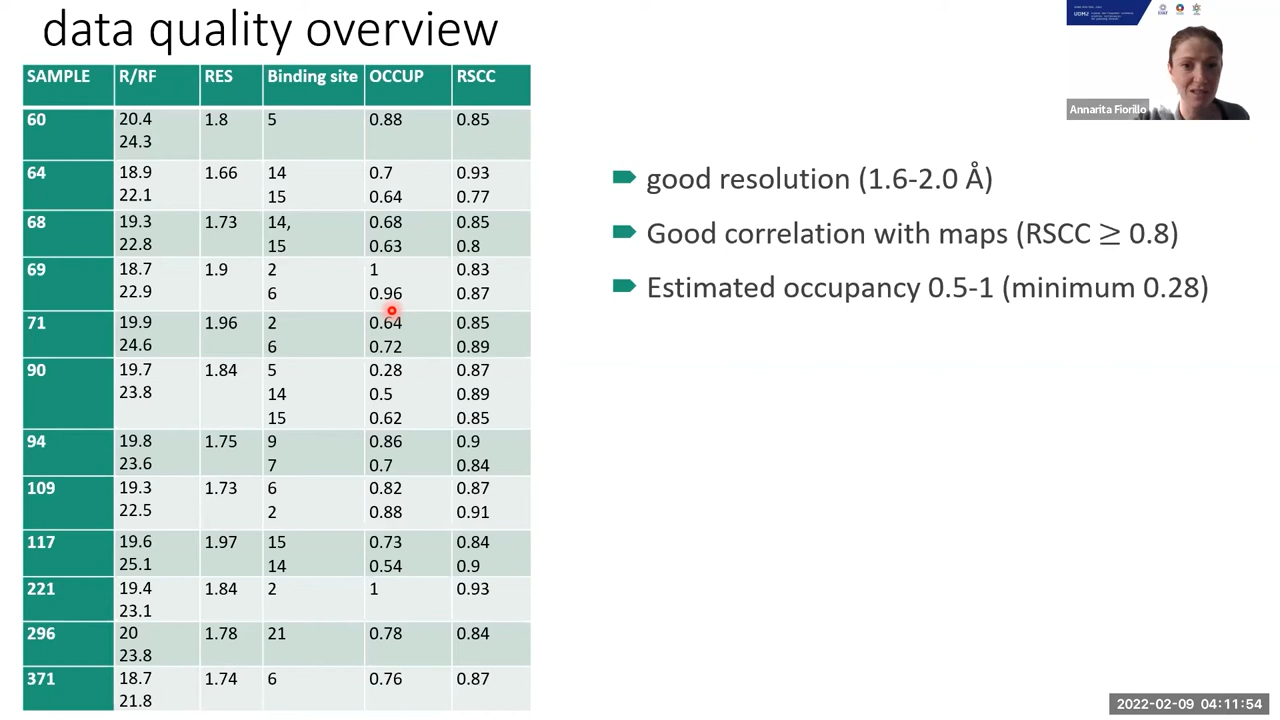 data quality overview
SAMPLE R/RF RES Binding site OCCUP RSCC
60 20.4 1.8 5 0.88 0.85
24.3
64 18.9 1.66 14 0.7 0.93
22.1 15 0.64 0.77
68 19.3 1.73 14, 0.68 0.85
22.8 15 0.63 0.8
69 18.7 1.9 2 1 0.83
22.9 6 0.96 0.87
71 19.9 1.96 2 0.64 0.85
24.6 6 0.72 0.89
90 19.7 1.84 5 0.28 0.87
23.8 14 0.5 0.89
15 0.62 0.85
94 19.8 1.75 9 0.86 0.9
23.6 7 0.7 0.84
109 19.3 1.73 6 0.82 0.87
22.5 2 0.88 0.91
117 19.6 1.97 15 0.73 0.84
25.1 14 0.54 0.9
221 19.4 1.84 2 1 0.93
23.1
296 20 1.78 21 0.78 0.84
23.8
371 18.7 1.74 6 0.76 0.87
21.8
good resolution (1.6-2.0 Å)
Good correlation with maps (RSCC ≥ 0.8)
Estimated occupancy 0.5-1 (minimum 0.28)
Annarita Fiorillo
2022-02-09 04:11:54